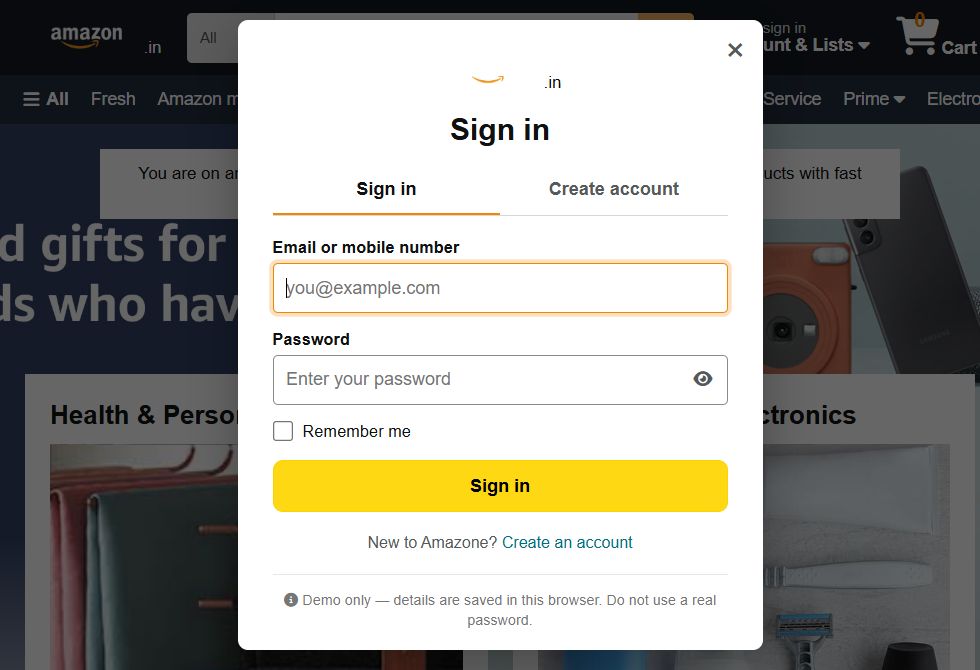 amazon
.in
All
0
sign in
unt & Lists
Cart
All
Fresh
Amazon m
Service
Prime
Electro
.in
Sign in
Sign in
Create account
You are on a
ucts with fast
Email or mobile number
you@example.com
d gifts for
ds who hav
Password
Enter your password
Remember me
Health & Person
ctronics
Sign in
New to Amazone? Create an account
Demo only — details are saved in this browser. Do not use a real
password.
SAMSUNG